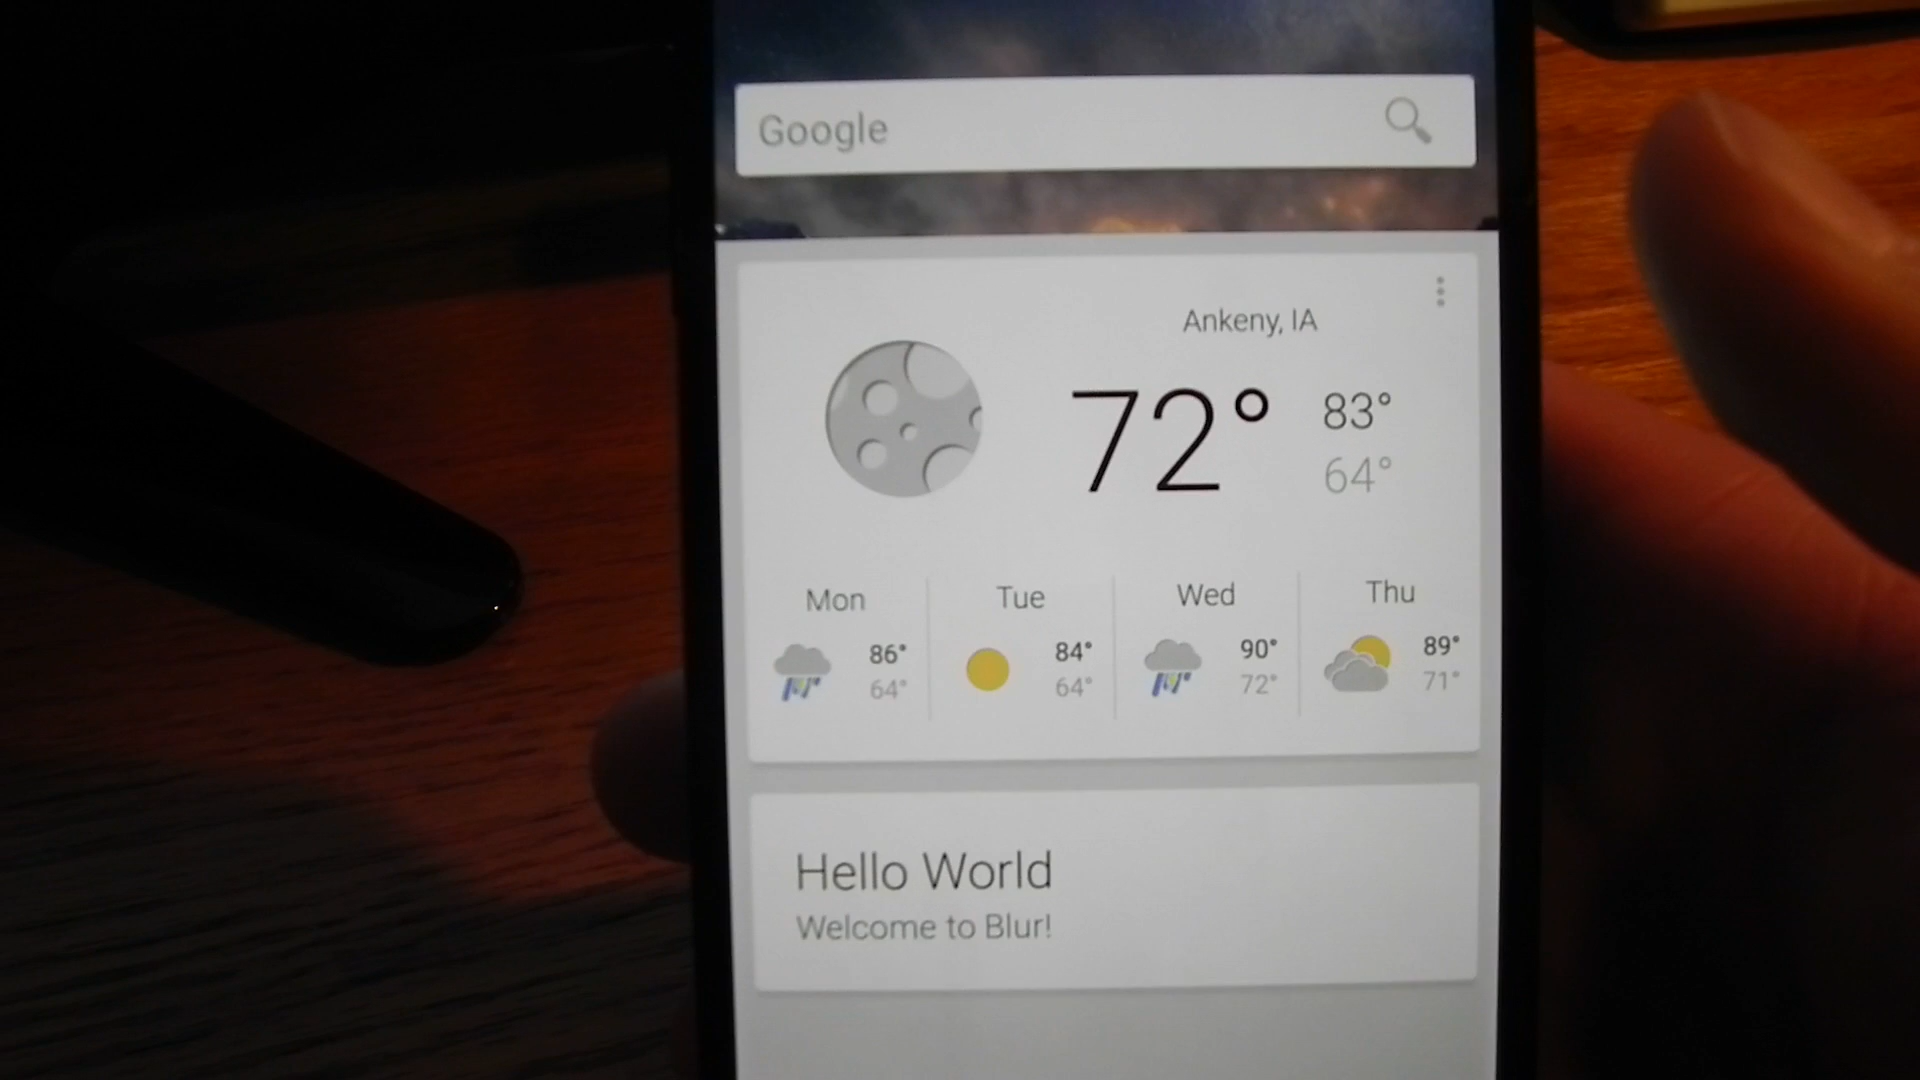 Google
Ankeny, IA
72° 83°
64°
Mon Tue Wed Thu
86° 84° 90° 89°
64° 64° 72° 71°
Hello World
Welcome to Blur!